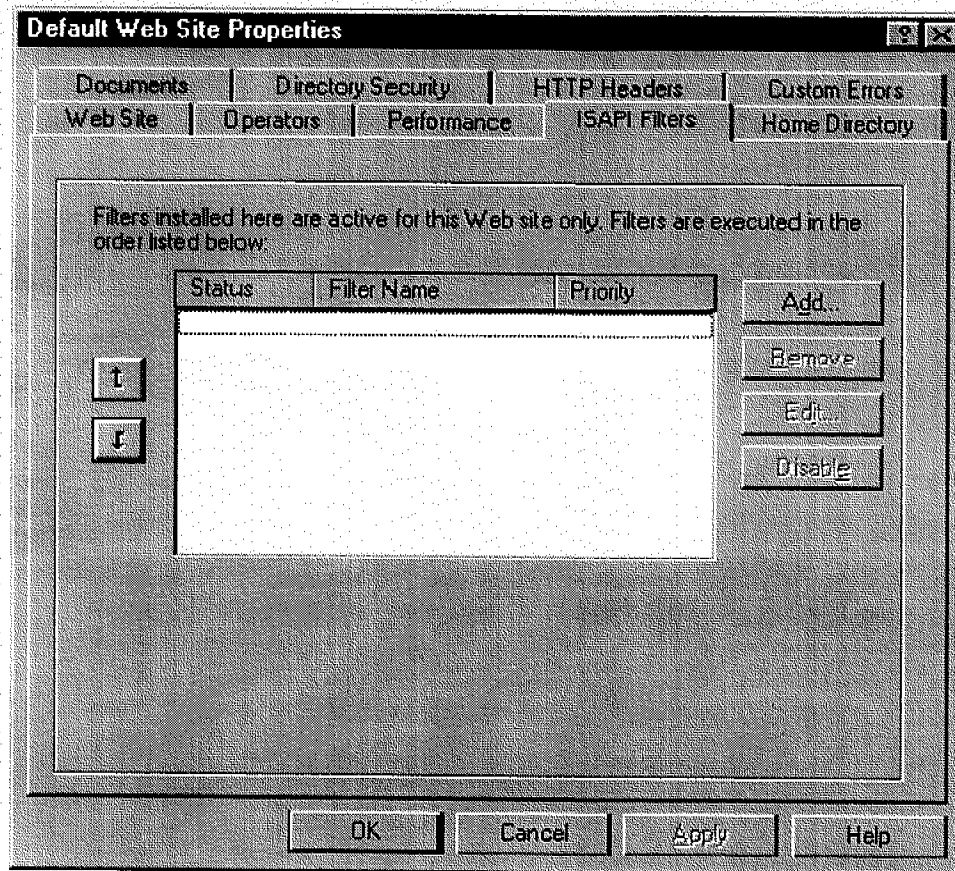 Default Web Site Properties
Documents Directory Security HTTP Headers Custom Errors
Web Site Operators Performance ISAPI Filters Home Directory
Filters installed here are active for this Web site only. Filters are executed in the
order listed below:
Status Filter Name Priority
Add...
Remove
Edit...
Disable
OK Cancel Apply Help